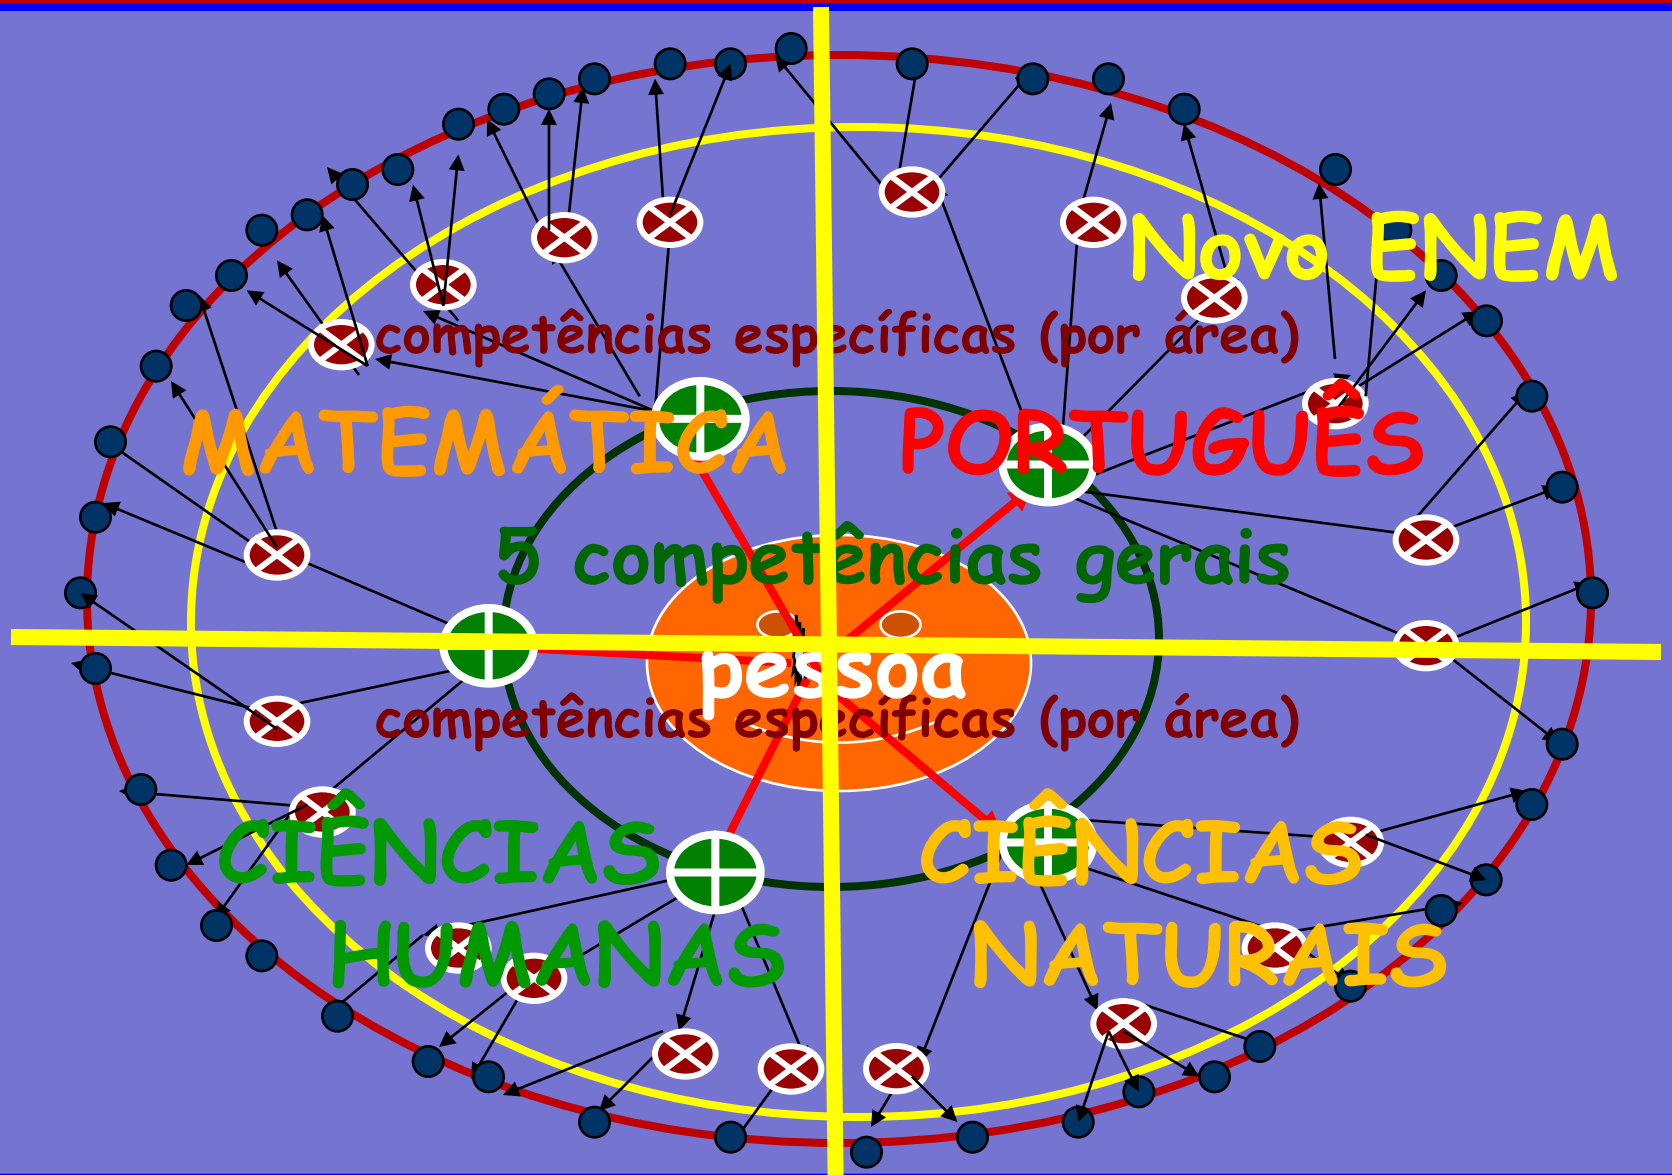 Novo ENEM
competências específicas (por área)
MATEMÁTICA
PORTUGUÊS
5 competências gerais
pessoa
competências específicas (por área)
CIÊNCIAS
HUMANAS
CIÊNCIAS
NATURAIS